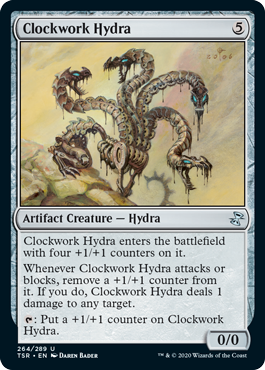 Clockwork Hydra 5
Artifact Creature — Hydra
Clockwork Hydra enters the battlefield
with four +1/+1 counters on it.
Whenever Clockwork Hydra attacks or
blocks, remove a +1/+1 counter from
it. If you do, Clockwork Hydra deals 1
damage to any target.
: Put a +1/+1 counter on Clockwork
Hydra.
0/0
264/289 U
TSR • EN DAREN BADER
™ & © 2020 Wizards of the Coast